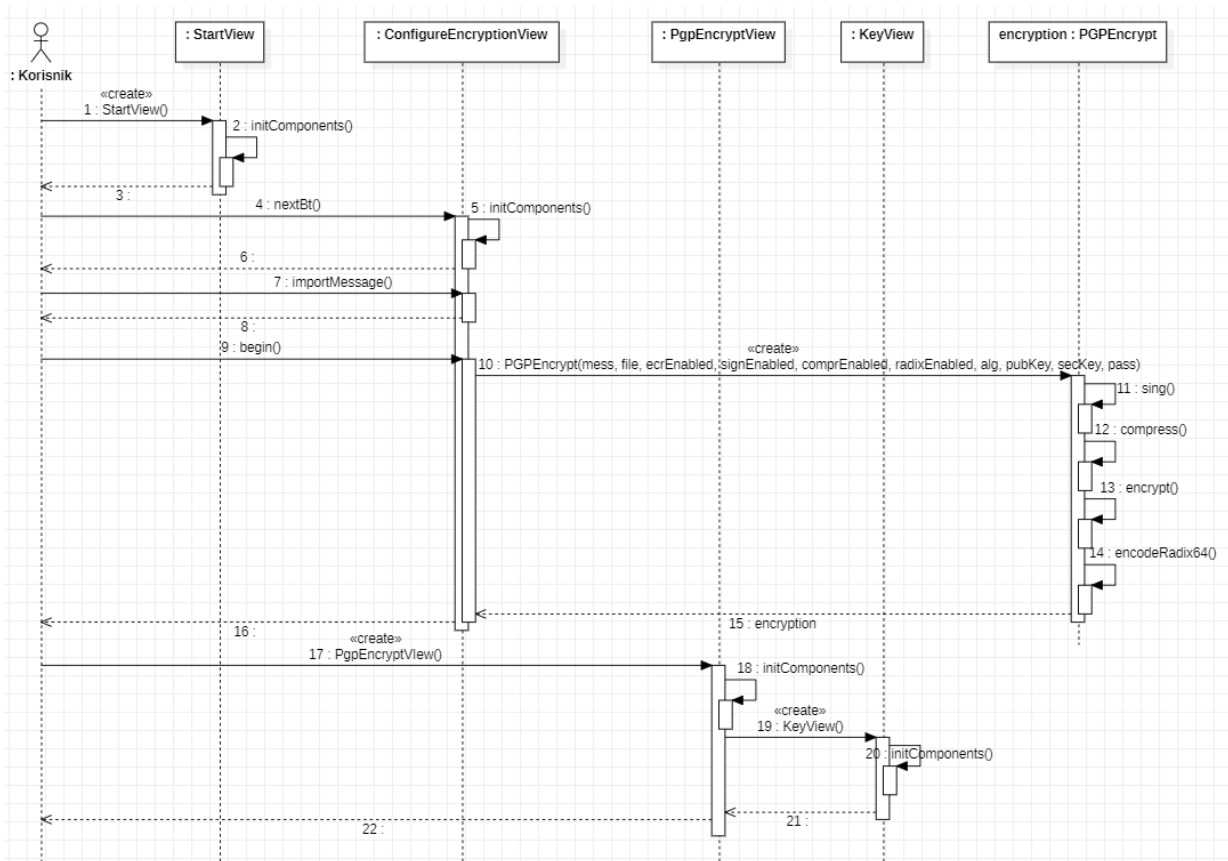 : StartView
: ConfigureEncryptionView
: PgpEncryptView
: KeyView
encryption : PGPEncrypt
: Korisnik
«create»
1 : StartView()
2 : initComponents()
3 :
4 : nextBt()
5 : initComponents()
6 :
7 : importMessage()
8 :
9 : begin()
«create»
10 : PGPEncrypt(mess, file, ecrEnabled, signEnabled, comprEnabled, radixEnabled, alg, pubKey, secKey, pass)
11 : sing()
12 : compress()
13 : encrypt()
14 : encodeRadix64()
15 : encryption
16 :
«create»
17 : PgpEncryptVIew()
18 : initComponents()
«create»
19 : KeyView()
20 : initComponents()
21 :
22 :